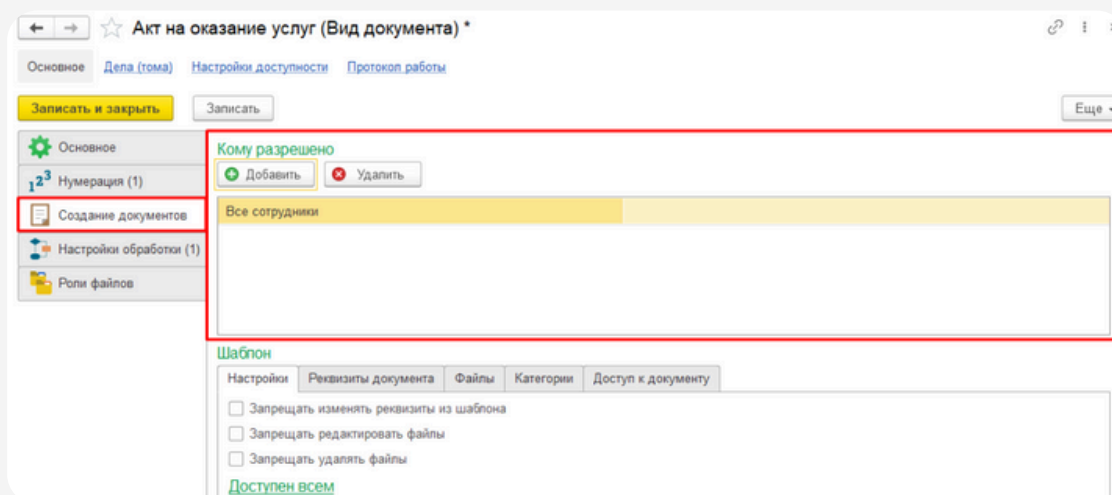 Акт на оказание услуг (Вид документа) *
Основное Дела (тома) Настройки доступности Протокол работы
Записать и закрыть Записать Еще
Основное
Нумерация (1)
Создание документов
Настройки обработки (1)
Роли файлов
Кому разрешено
Добавить Удалить
Все сотрудники
Шаблон
Настройки Реквизиты документа Файлы Категории Доступ к документу
Запрещать изменять реквизиты из шаблона
Запрещать редактировать файлы
Запрещать удалять файлы
Доступен всем